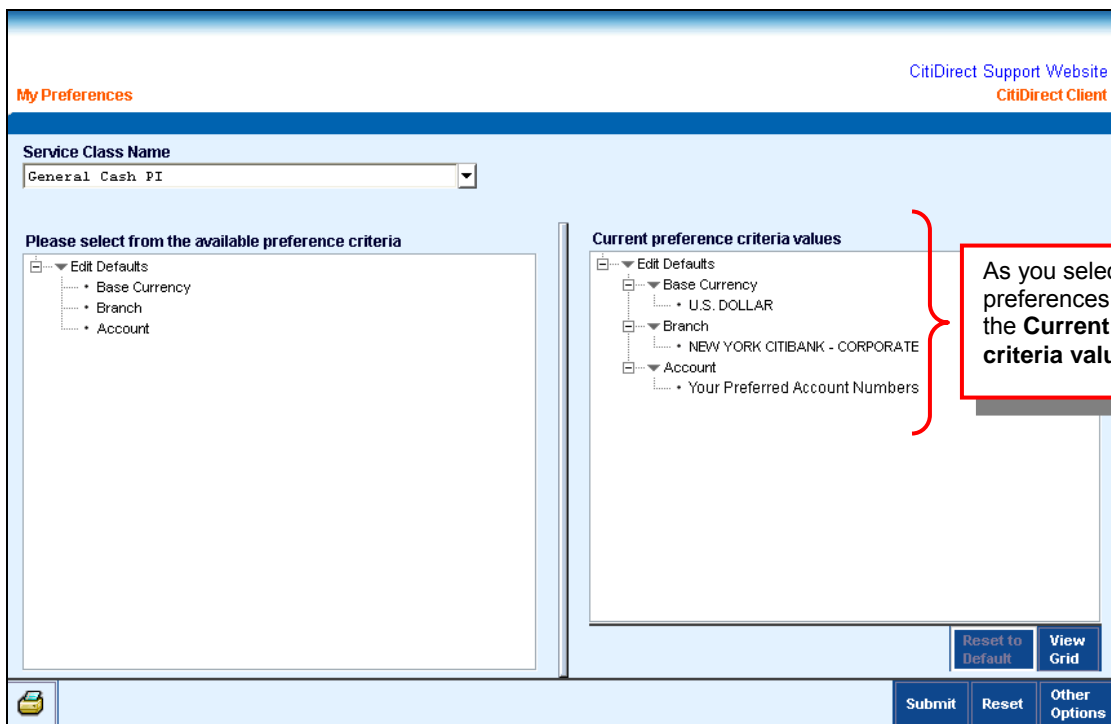 CitiDirect Support Website
My Preferences
CitiDirect Client
Service Class Name
General Cash PI
Please select from the available preference criteria
Edit Defaults
Base Currency
Branch
Account
Current preference criteria values
Edit Defaults
Base Currency
U.S. DOLLAR
Branch
NEW YORK CITIBANK - CORPORATE
Account
Your Preferred Account Numbers
As you selec
preferences
the Current
criteria valu
Reset to
Default
View
Grid
Submit
Reset
Other
Options